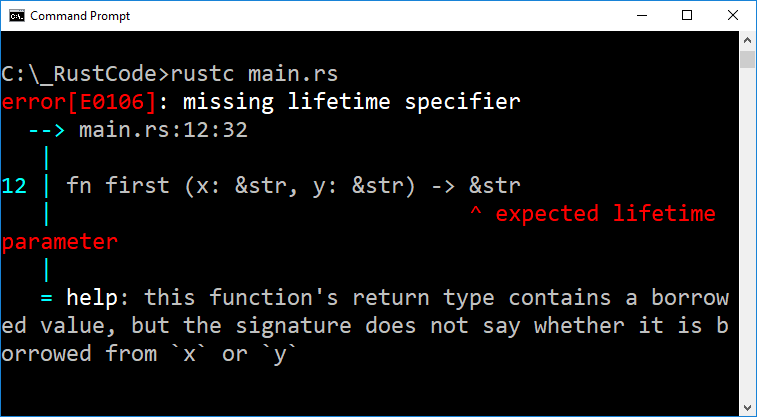 Command Prompt
C:\_RustCode>rustc main.rs
error[E0106]: missing lifetime specifier
  --> main.rs:12:32
   |
12 | fn first (x: &str, y: &str) -> &str
   |                                ^ expected lifetime
parameter
   |
   = help: this function's return type contains a borrow
ed value, but the signature does not say whether it is b
orrowed from `x` or `y`